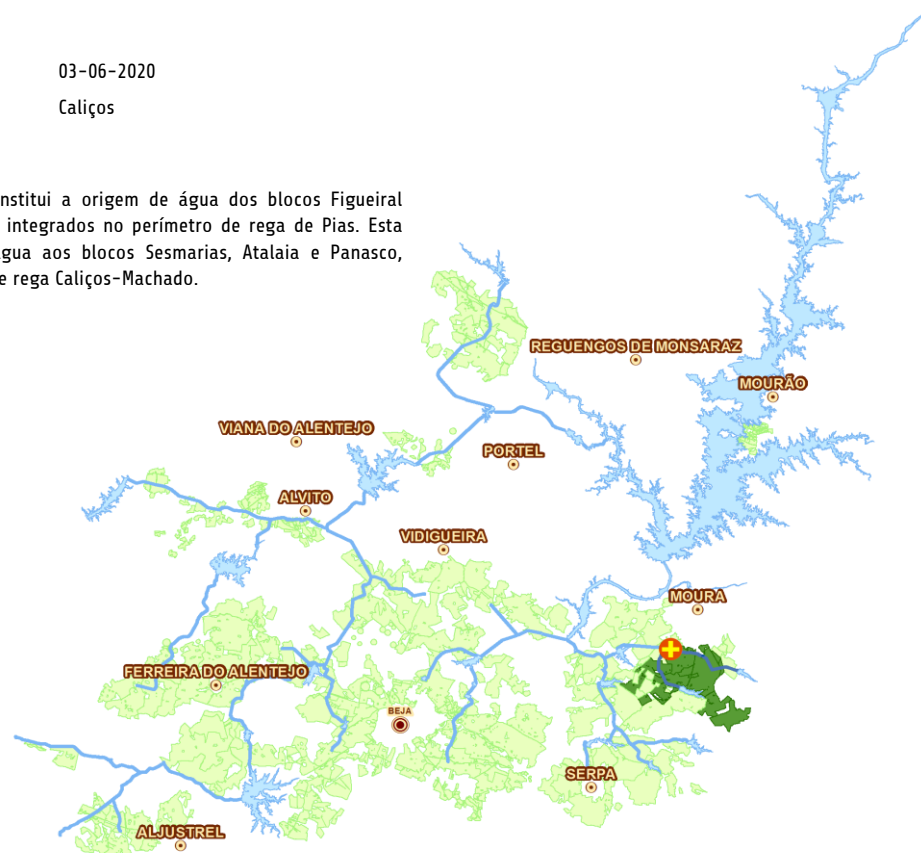 03-06-2020
Caliços
nstitui a origem de água dos blocos Figueiral
integrados no perímetro de rega de Pias. Esta
gua aos blocos Sesmarias, Atalaia e Panasco,
e rega Caliços-Machado.
REGUENGOS DE MONSARAZ
MOURÃO
VIANA DO ALENTEJO
PORTEL
ALVITO
VIDIGUEIRA
MOURA
FERREIRA DO ALENTEJO
BEJA
SERPA
ALJUSTREL